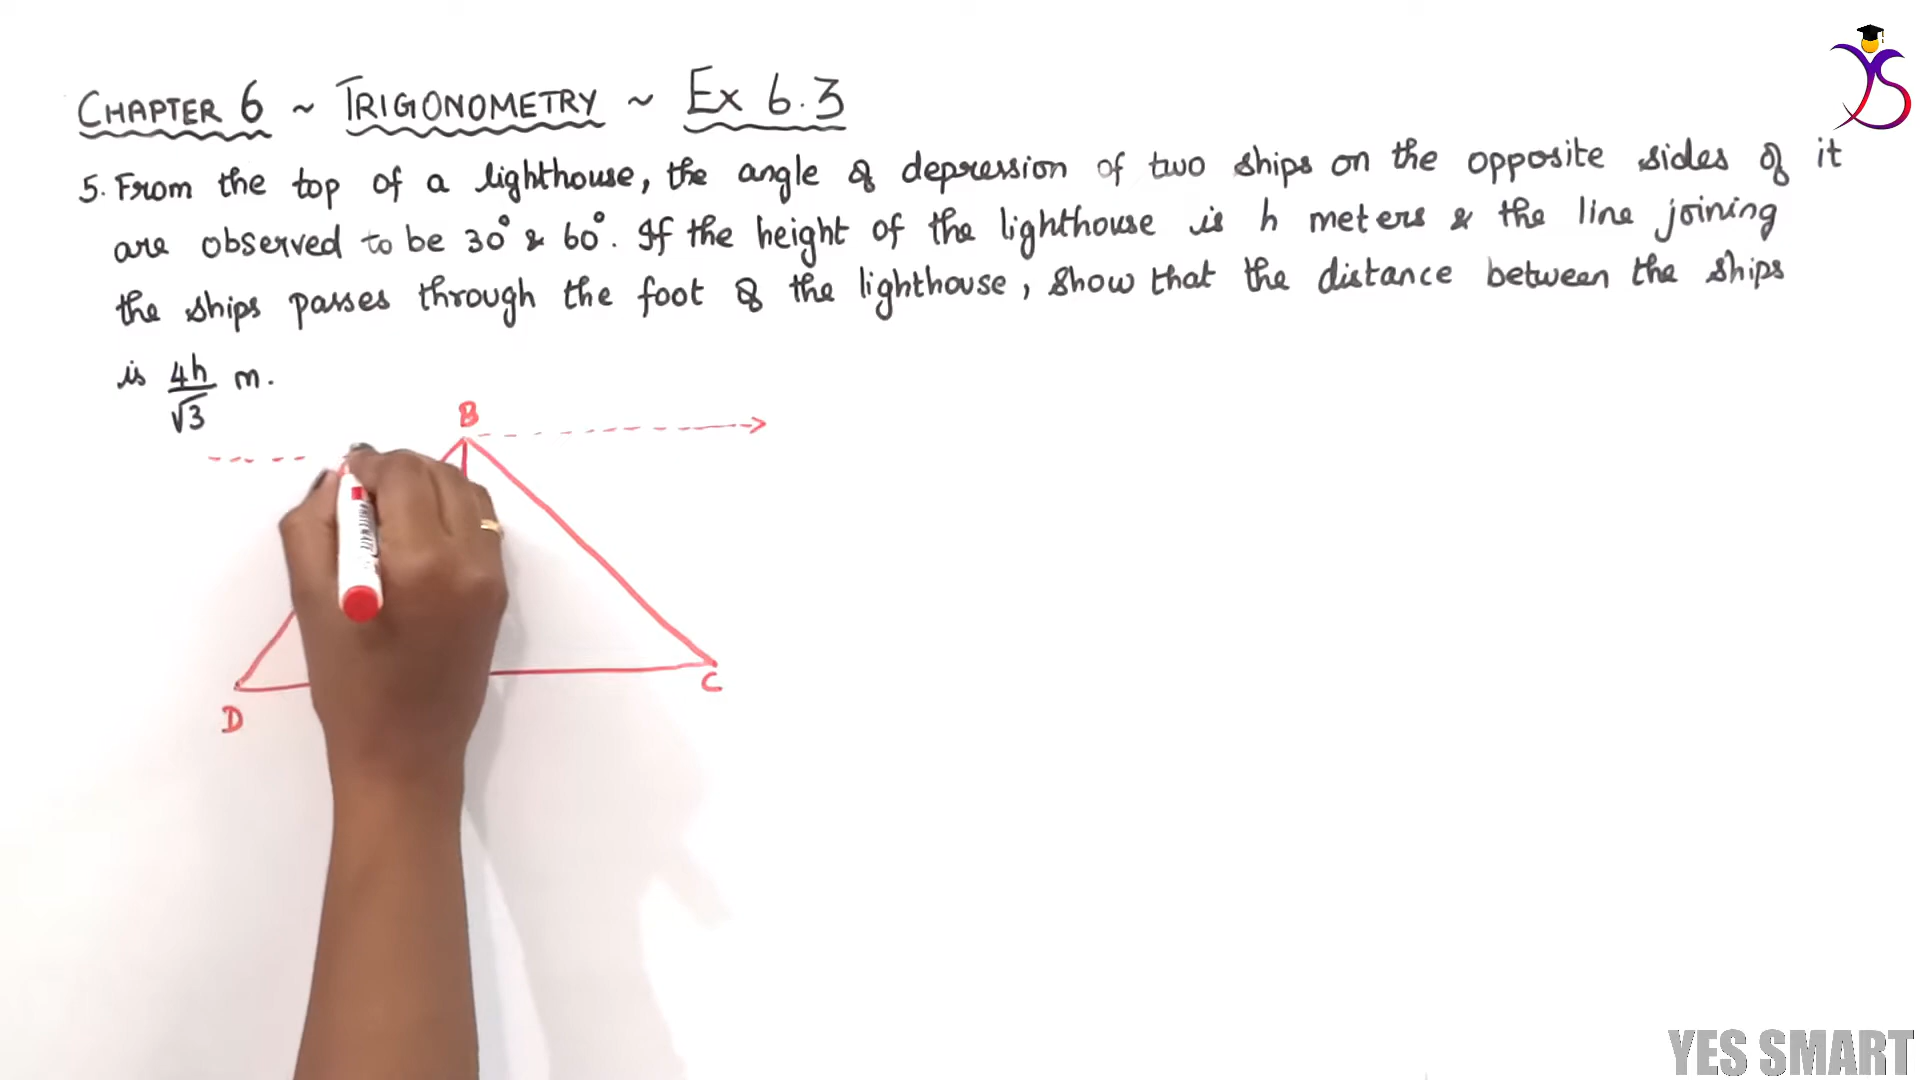 CHAPTER 6 ~ TRIGONOMETRY ~ Ex 6.3
5. From the top of a lighthouse, the angle of depression of two ships on the opposite sides of it
are observed to be 30° & 60°. If the height of the lighthouse is h meters & the line joining
the ships passes through the foot of the lighthouse, show that the distance between the ships
is 4h/√3 m.
B
C
D
YS
YES SMART